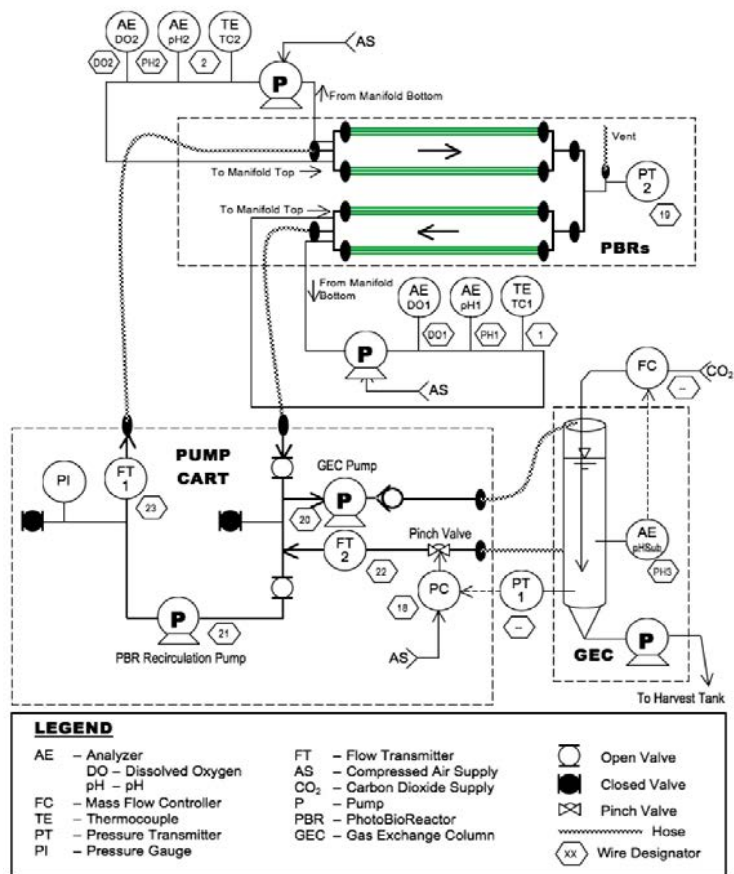 AE DO2
AE pH2
TE TC2
DO2
PH2
2
AS
P
From Manifold Bottom
To Manifold Top
Vent
PT 2
19
PBRs
To Manifold Top
From Manifold
Bottom
AE DO1
AE pH1
TE TC1
DO1
PH1
1
P
AS
FC
--
CO₂
PUMP
CART
PI
FT 1
23
GEC Pump
P
20
Pinch Valve
FT 2
22
AE pHSub
PH3
PC
18
PT 1
--
P
21
PBR Recirculation Pump
AS
GEC
P
To Harvest Tank
LEGEND
AE – Analyzer
DO – Dissolved Oxygen
pH – pH
FC – Mass Flow Controller
TE – Thermocouple
PT – Pressure Transmitter
PI – Pressure Gauge
FT – Flow Transmitter
AS – Compressed Air Supply
CO₂ – Carbon Dioxide Supply
P – Pump
PBR – PhotoBioReactor
GEC – Gas Exchange Column
Open Valve
Closed Valve
Pinch Valve
Hose
XX Wire Designator